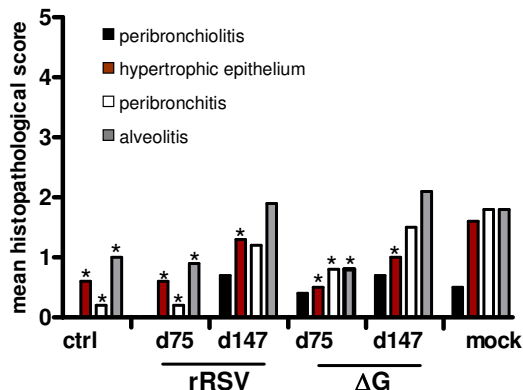 mean histopathological score
5
4
3
2
1
0
peribronchiolitis
hypertrophic epithelium
peribronchitis
alveolitis
* * * * * * * * * * * *
ctrl d75 d147 d75 d147 mock
rRSV ΔG